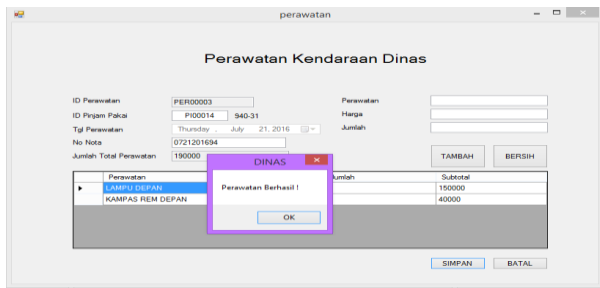 perawatan
Perawatan Kendaraan Dinas
ID Perawatan PER00003 Perawatan
ID Pinjam Pakai PI00014 940-31 Harga
Tgl Perawatan Thursday , July 21, 2016 Jumlah
No Nota 0721201694
Jumlah Total Perawatan 190000 TAMBAH BERSIH
DINAS
Perawatan Jumlah Subtotal
LAMPU DEPAN 150000
KAMPAS REM DEPAN 40000
Perawatan Berhasil !
OK
SIMPAN BATAL